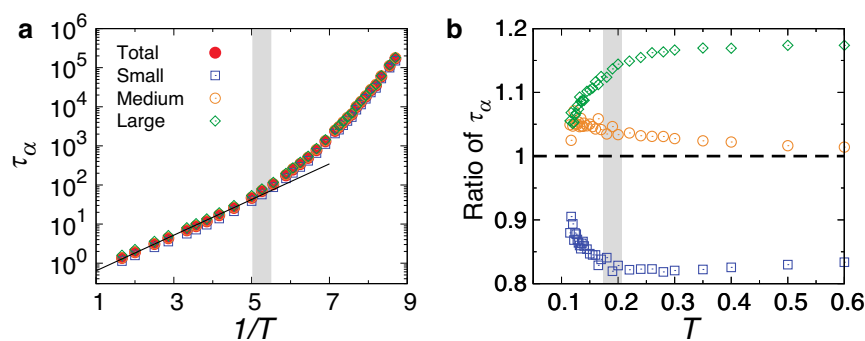 a
10^6
10^5
10^4
10^3
10^2
10^1
10^0
τ_α
Total
Small
Medium
Large
1 3 5 7 9
1/T
b
1.2
1.1
1
0.9
0.8
Ratio of τ_α
0.1 0.2 0.3 0.4 0.5 0.6
T